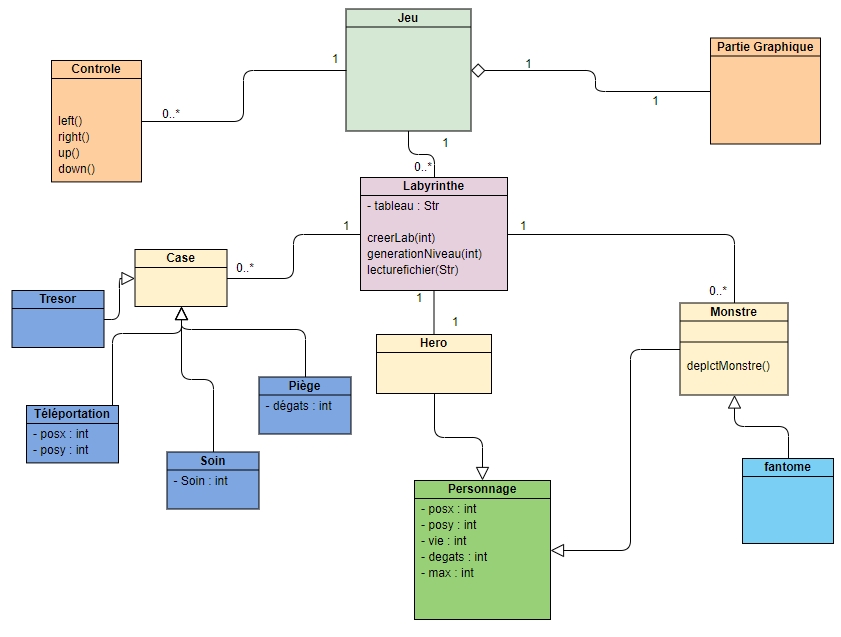 Jeu
Partie Graphique
Controle
left()
right()
up()
down()
1
0..*
1
1
1
0..*
Labyrinthe
- tableau : Str
creerLab(int)
generationNiveau(int)
lecturefichier(Str)
1
0..*
1
0..*
1
1
Case
Tresor
Téléportation
- posx : int
- posy : int
Soin
- Soin : int
Piège
- dégats : int
Hero
Monstre
deplctMonstre()
fantome
Personnage
- posx : int
- posy : int
- vie : int
- degats : int
- max : int